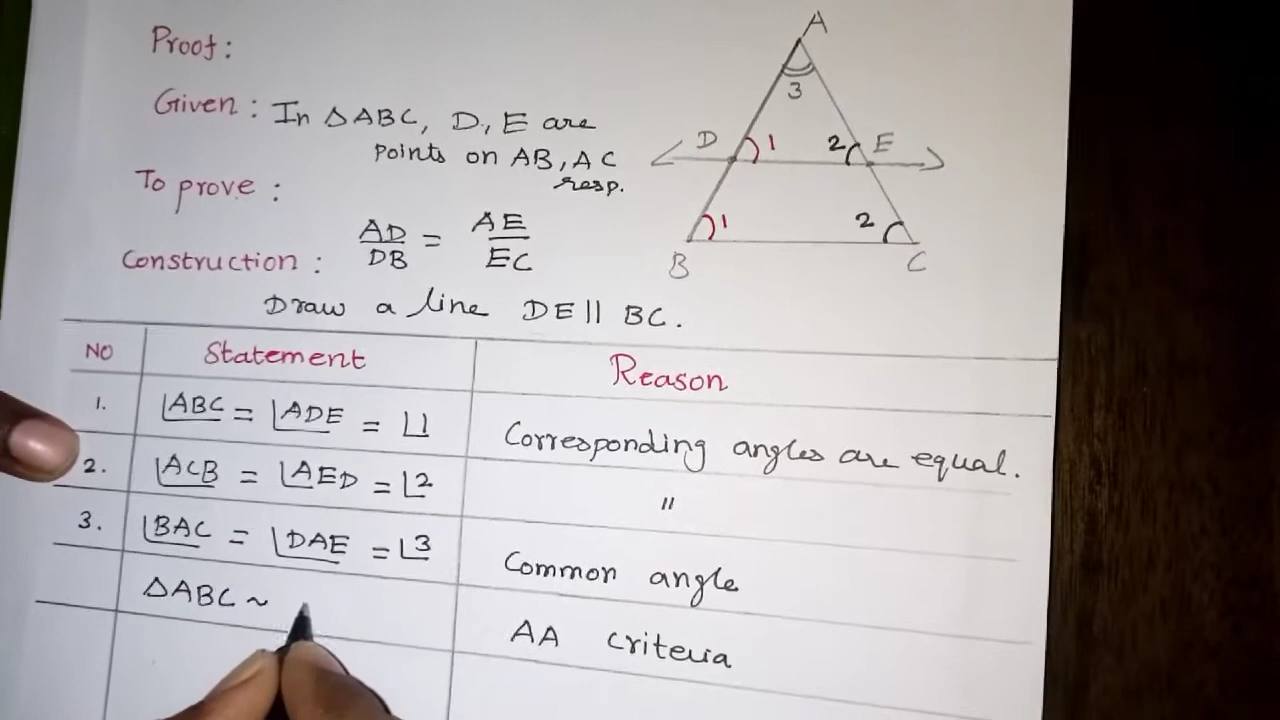 Proof:
Given: In ∆ABC, D, E are
points on AB, AC
resp.
To prove:
AD/DB = AE/EC
Construction:
Draw a line DE || BC.
A
3
D 1 2 E
1 2
B C
NO Statement Reason
1. ∠ABC = ∠ADE = ∠1 Corresponding angles are equal.
2. ∠ACB = ∠AED = ∠2 "
3. ∠BAC = ∠DAE = ∠3 Common angle
∆ABC ~ AA criteria